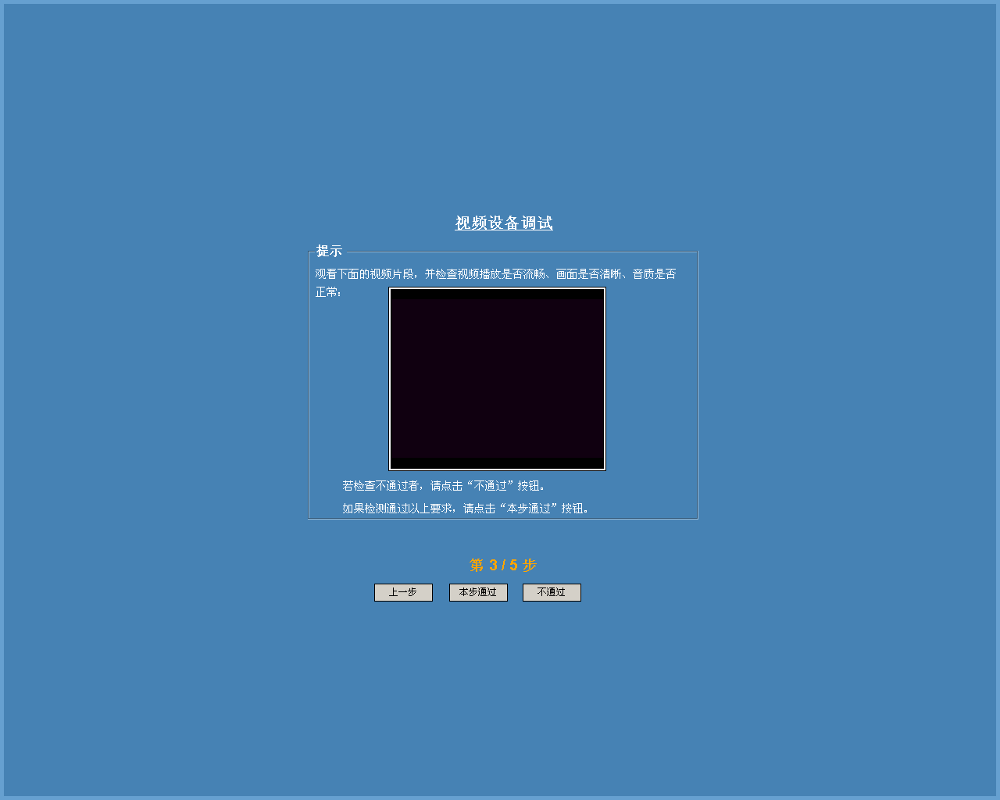 视频设备调试
提示
观看下面的视频片段，并检查视频播放是否流畅、画面是否清晰、音质是否
正常：
若检查不通过者，请点击“不通过”按钮。
如果检测通过以上要求，请点击“本步通过”按钮。
第 3 / 5 步
上一步 本步通过 不通过